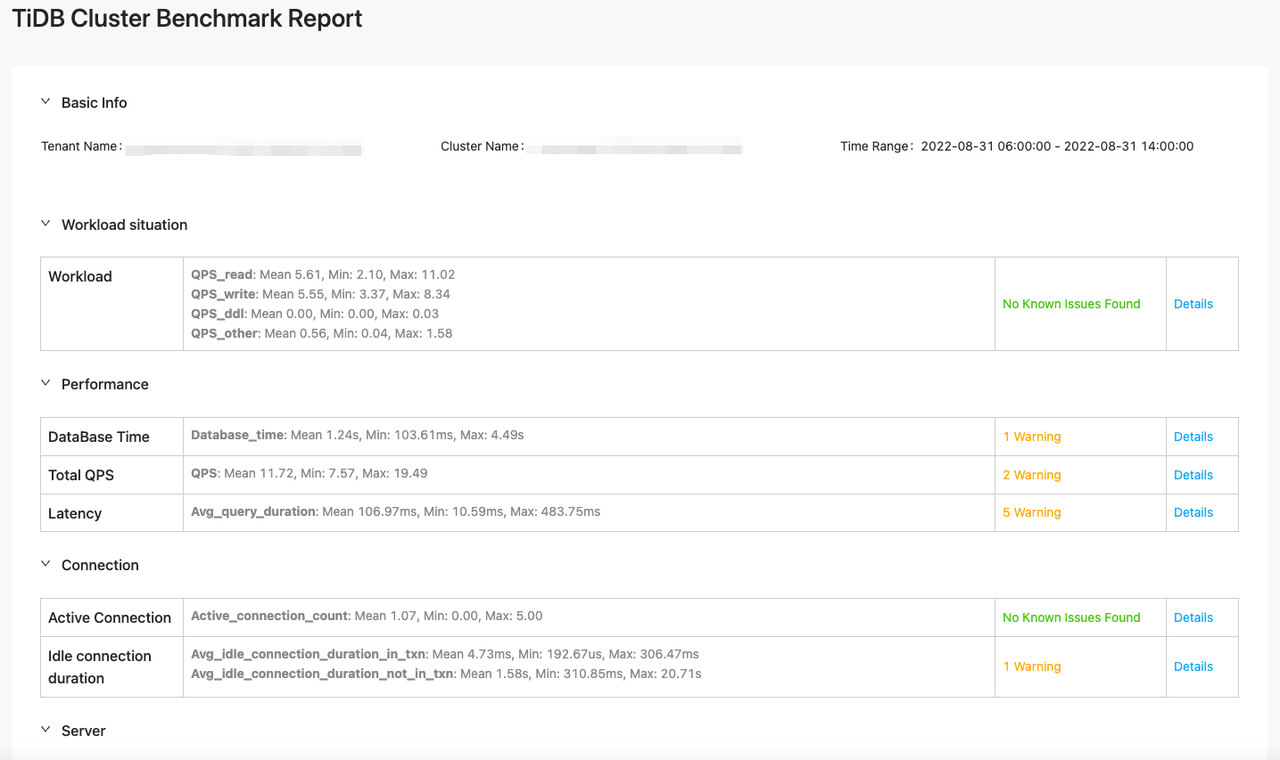 TiDB Cluster Benchmark Report
Basic Info
Tenant Name:
Cluster Name:
Time Range: 2022-08-31 06:00:00 - 2022-08-31 14:00:00
Workload situation
Workload
QPS_read: Mean 5.61, Min: 2.10, Max: 11.02
QPS_write: Mean 5.55, Min: 3.37, Max: 8.34
QPS_ddl: Mean 0.00, Min: 0.00, Max: 0.03
QPS_other: Mean 0.56, Min: 0.04, Max: 1.58
No Known Issues Found
Details
Performance
DataBase Time
Database_time: Mean 1.24s, Min: 103.61ms, Max: 4.49s
1 Warning
Details
Total QPS
QPS: Mean 11.72, Min: 7.57, Max: 19.49
2 Warning
Details
Latency
Avg_query_duration: Mean 106.97ms, Min: 10.59ms, Max: 483.75ms
5 Warning
Details
Connection
Active Connection
Active_connection_count: Mean 1.07, Min: 0.00, Max: 5.00
No Known Issues Found
Details
Idle connection
duration
Avg_idle_connection_duration_in_txn: Mean 4.73ms, Min: 192.67us, Max: 306.47ms
Avg_idle_connection_duration_not_in_txn: Mean 1.58s, Min: 310.85ms, Max: 20.71s
1 Warning
Details
Server